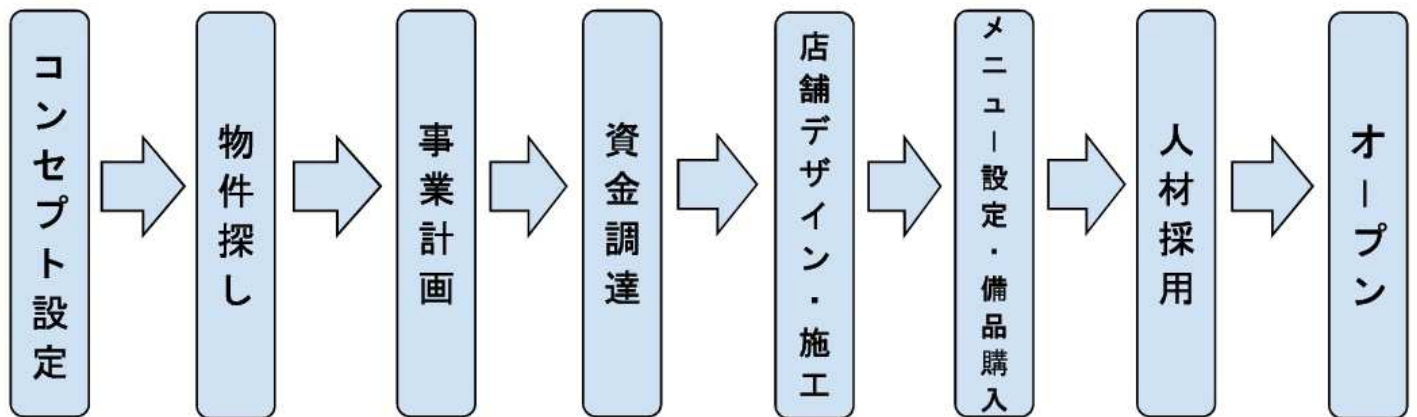 コンセプト設定
物件探し
事業計画
資金調達
店舗デザイン・施工
メニュー設定・備品購入
人材採用
オープン